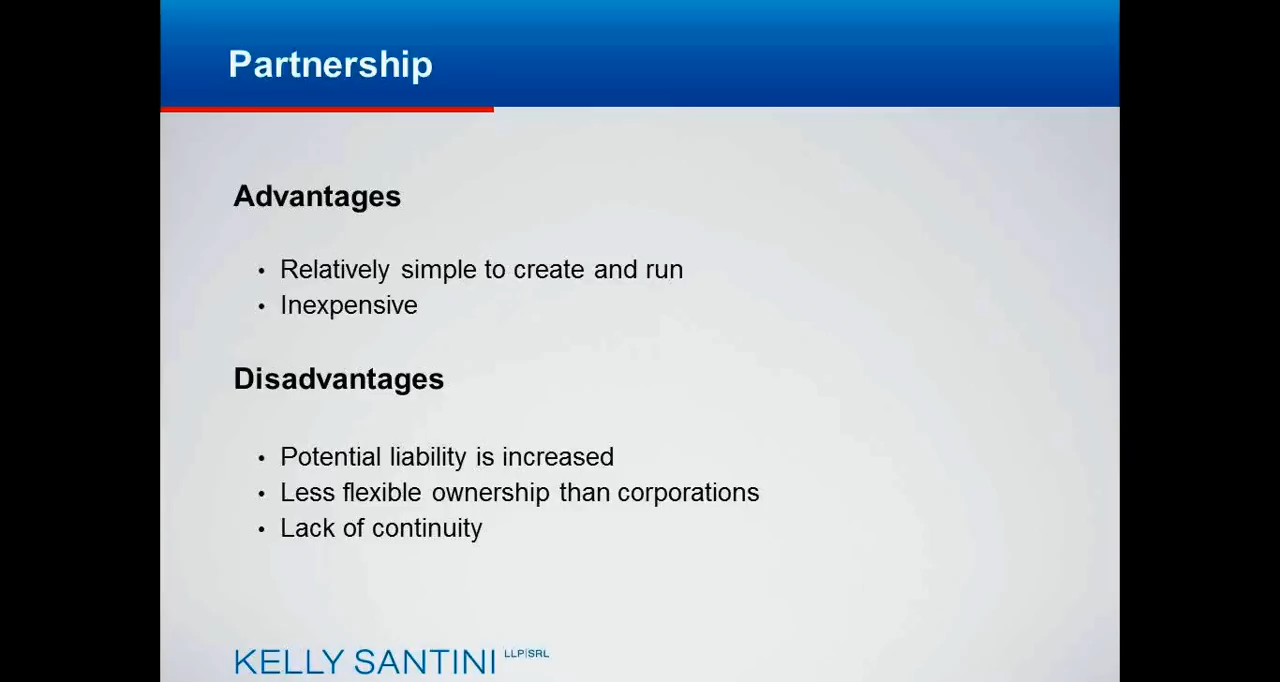 Partnership
Advantages
• Relatively simple to create and run
• Inexpensive
Disadvantages
• Potential liability is increased
• Less flexible ownership than corporations
• Lack of continuity
KELLY SANTINI LLP|SRL